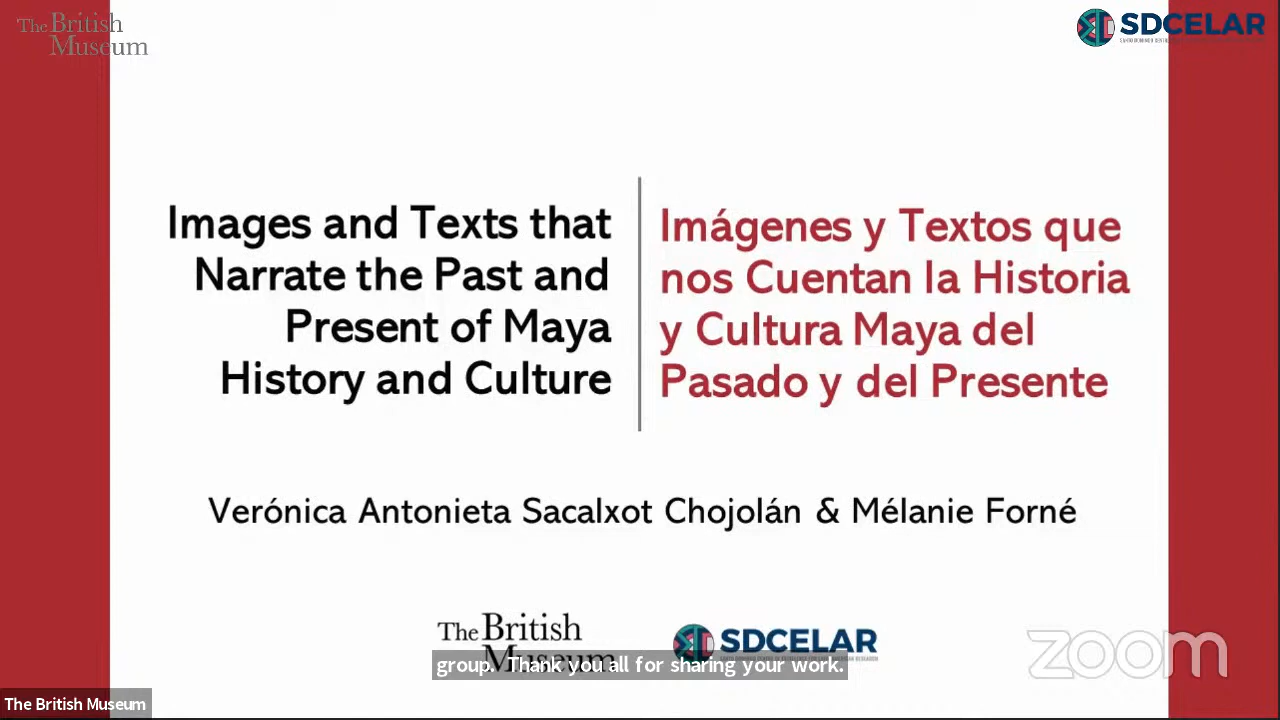 The British
Museum
SDCELAR
Images and Texts that
Narrate the Past and
Present of Maya
History and Culture
Imágenes y Textos que
nos Cuentan la Historia
y Cultura Maya del
Pasado y del Presente
Verónica Antonieta Sacalxot Chojolán & Mélanie Forné
The British
Museum
SDCELAR
group. Thank you all for sharing your work.
zoom
The British Museum